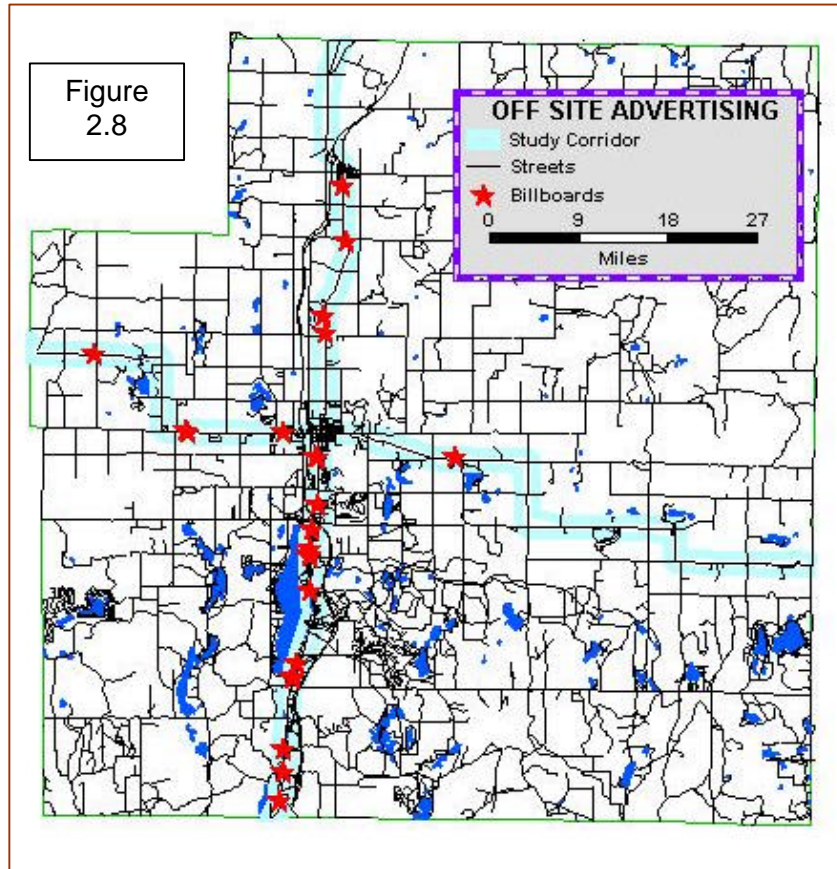 Figure
2.8
OFF SITE ADVERTISING
Study Corridor
Streets
Billboards
0 9 18 27
Miles